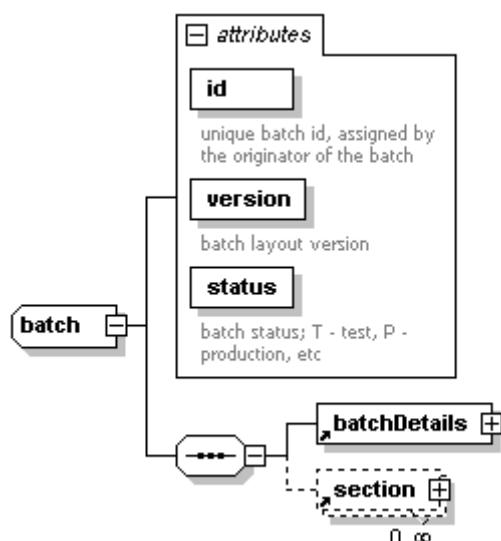 attributes
id
unique batch id, assigned by
the originator of the batch
version
batch layout version
status
batch status; T - test, P -
production, etc
batch
batchDetails
section
0..∞